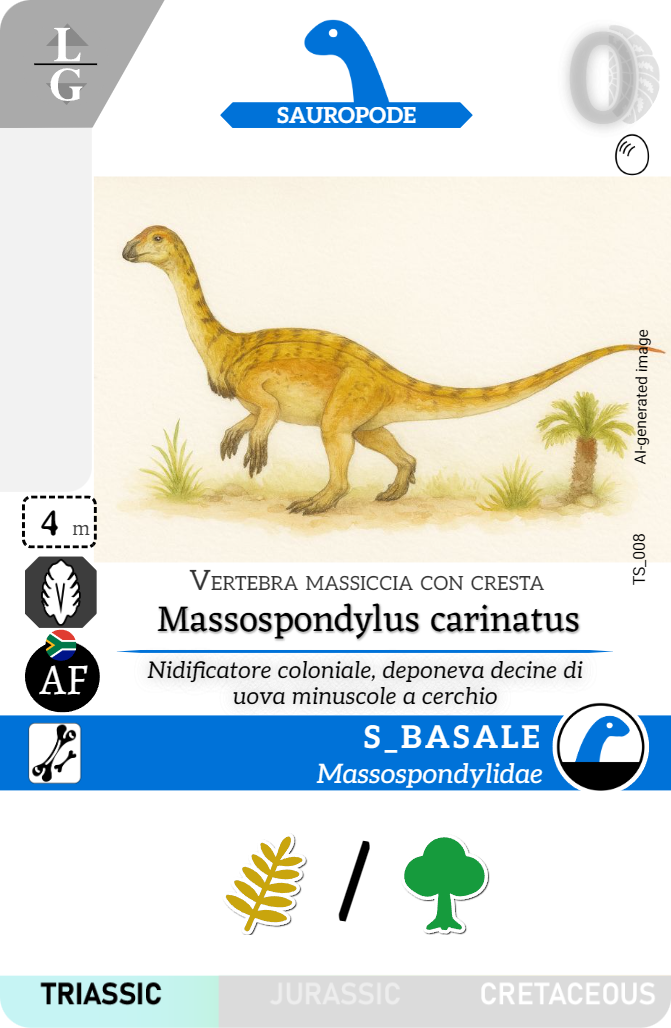 L
G
SAUROPODE
0
AI-generated image
TS_008
4 m
VERTEBRA MASSICCIA CON CRESTA
Massospondylus carinatus
AF
Nidificatore coloniale, deponeva decine di
uova minuscole a cerchio
S_BASALE
Massospondylidae
/
TRIASSIC JURASSIC CRETACEOUS